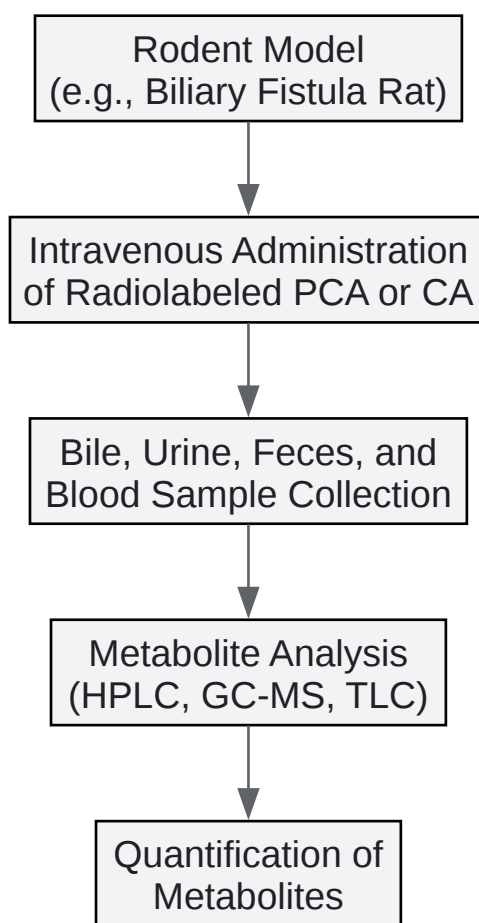 Rodent Model
(e.g., Biliary Fistula Rat)
Intravenous Administration
of Radiolabeled PCA or CA
Bile, Urine, Feces, and
Blood Sample Collection
Metabolite Analysis
(HPLC, GC-MS, TLC)
Quantification of
Metabolites